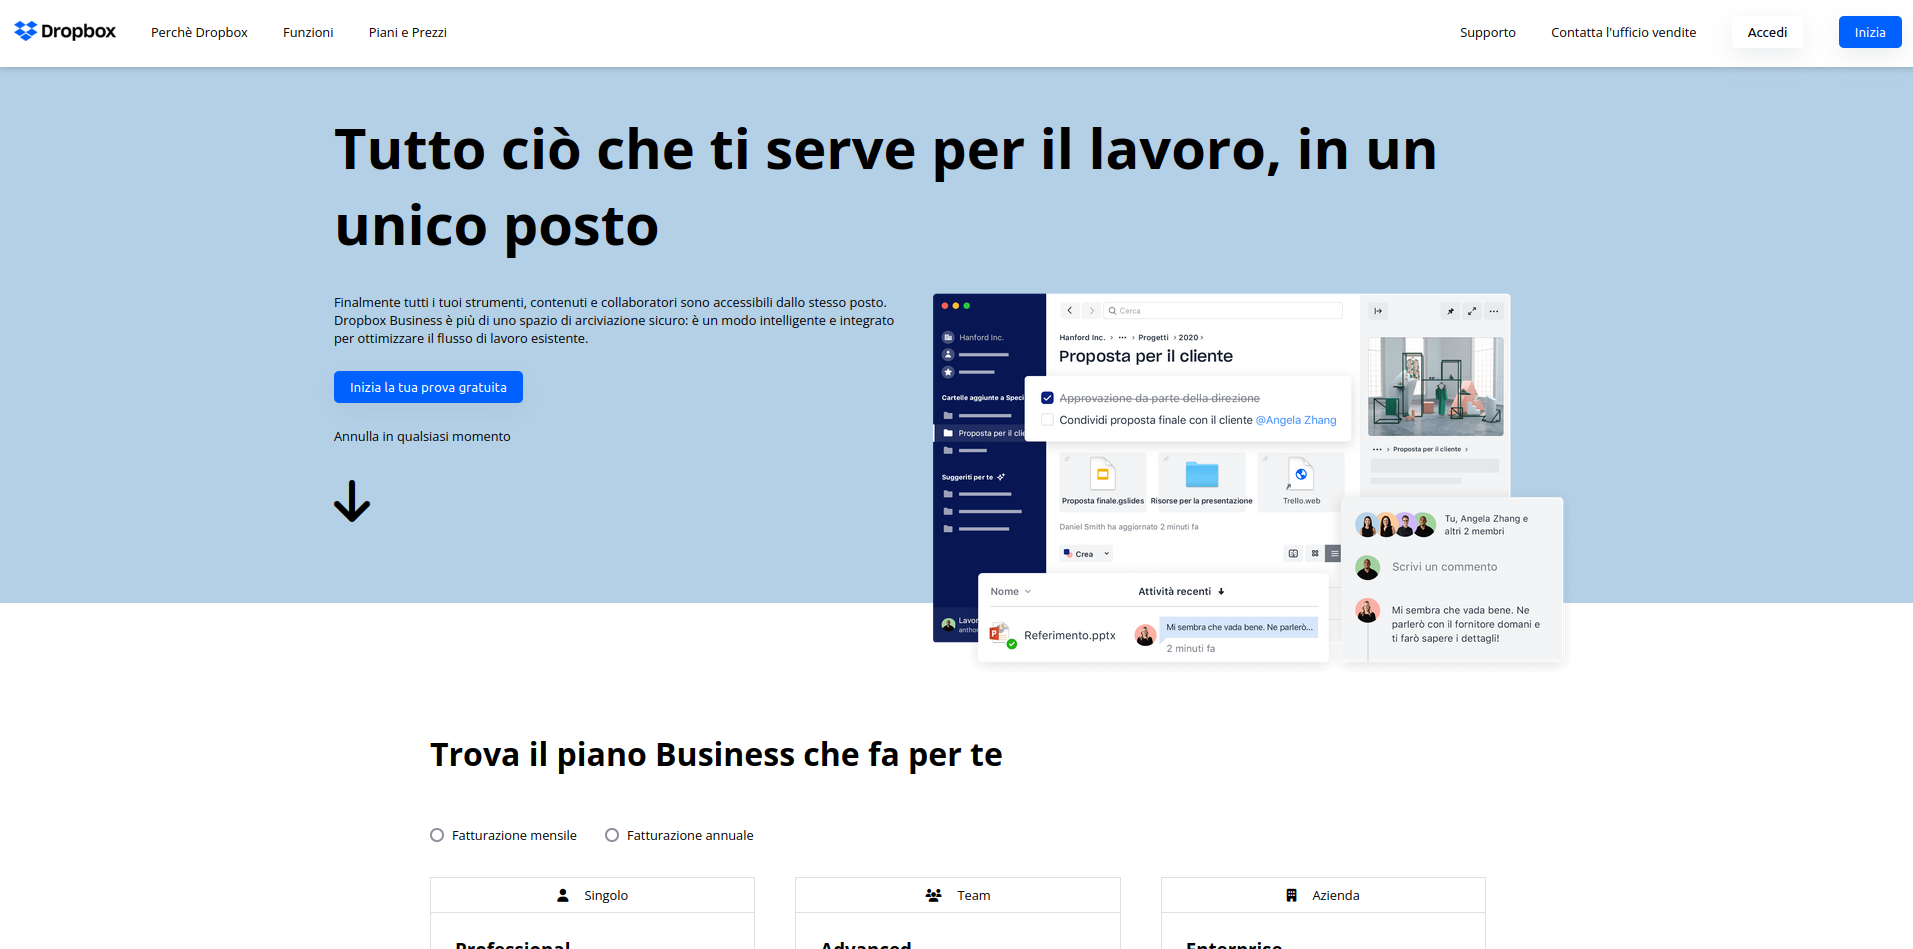 Dropbox
Perchè Dropbox
Funzioni
Piani e Prezzi
Supporto
Contatta l'ufficio vendite
Accedi
Inizia
Tutto ciò che ti serve per il lavoro, in un
unico posto
Finalmente tutti i tuoi strumenti, contenuti e collaboratori sono accessibili dallo stesso posto.
Dropbox Business è più di uno spazio di arciviazione sicuro: è un modo intelligente e integrato
per ottimizzare il flusso di lavoro esistente.
Inizia la tua prova gratuita
Annulla in qualsiasi momento
Hanford Inc.
Cartelle aggiunte a Speci
Proposta per il clie
Suggeriti per te
Lavor
antho
Cerca
Hanford Inc. › ··· › Progetti › 2020 ›
Proposta per il cliente
Approvazione da parte della direzione
Condividi proposta finale con il cliente @Angela Zhang
Proposta finale.gslides
Risorse per la presentazione
Trello.web
Daniel Smith ha aggiornato 2 minuti fa
Crea
Nome
Attività recenti
Referimento.pptx
Mi sembra che vada bene. Ne parlerò...
2 minuti fa
··· › Proposta per il cliente ›
Tu, Angela Zhang e
altri 2 membri
Scrivi un commento
Mi sembra che vada bene. Ne
parlerò con il fornitore domani e
ti farò sapere i dettagli!
Trova il piano Business che fa per te
Fatturazione mensile
Fatturazione annuale
Singolo
Team
Azienda
Professional
Advanced
Enterprise